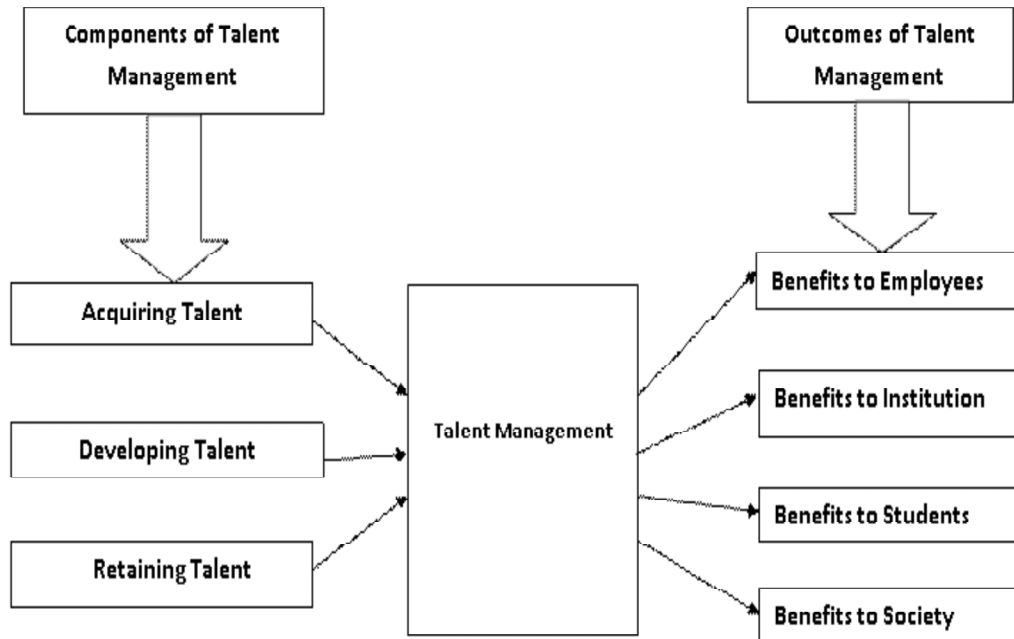 Components of Talent
Management
Outcomes of Talent
Management
Acquiring Talent
Developing Talent
Retaining Talent
Talent Management
Benefits to Employees
Benefits to Institution
Benefits to Students
Benefits to Society